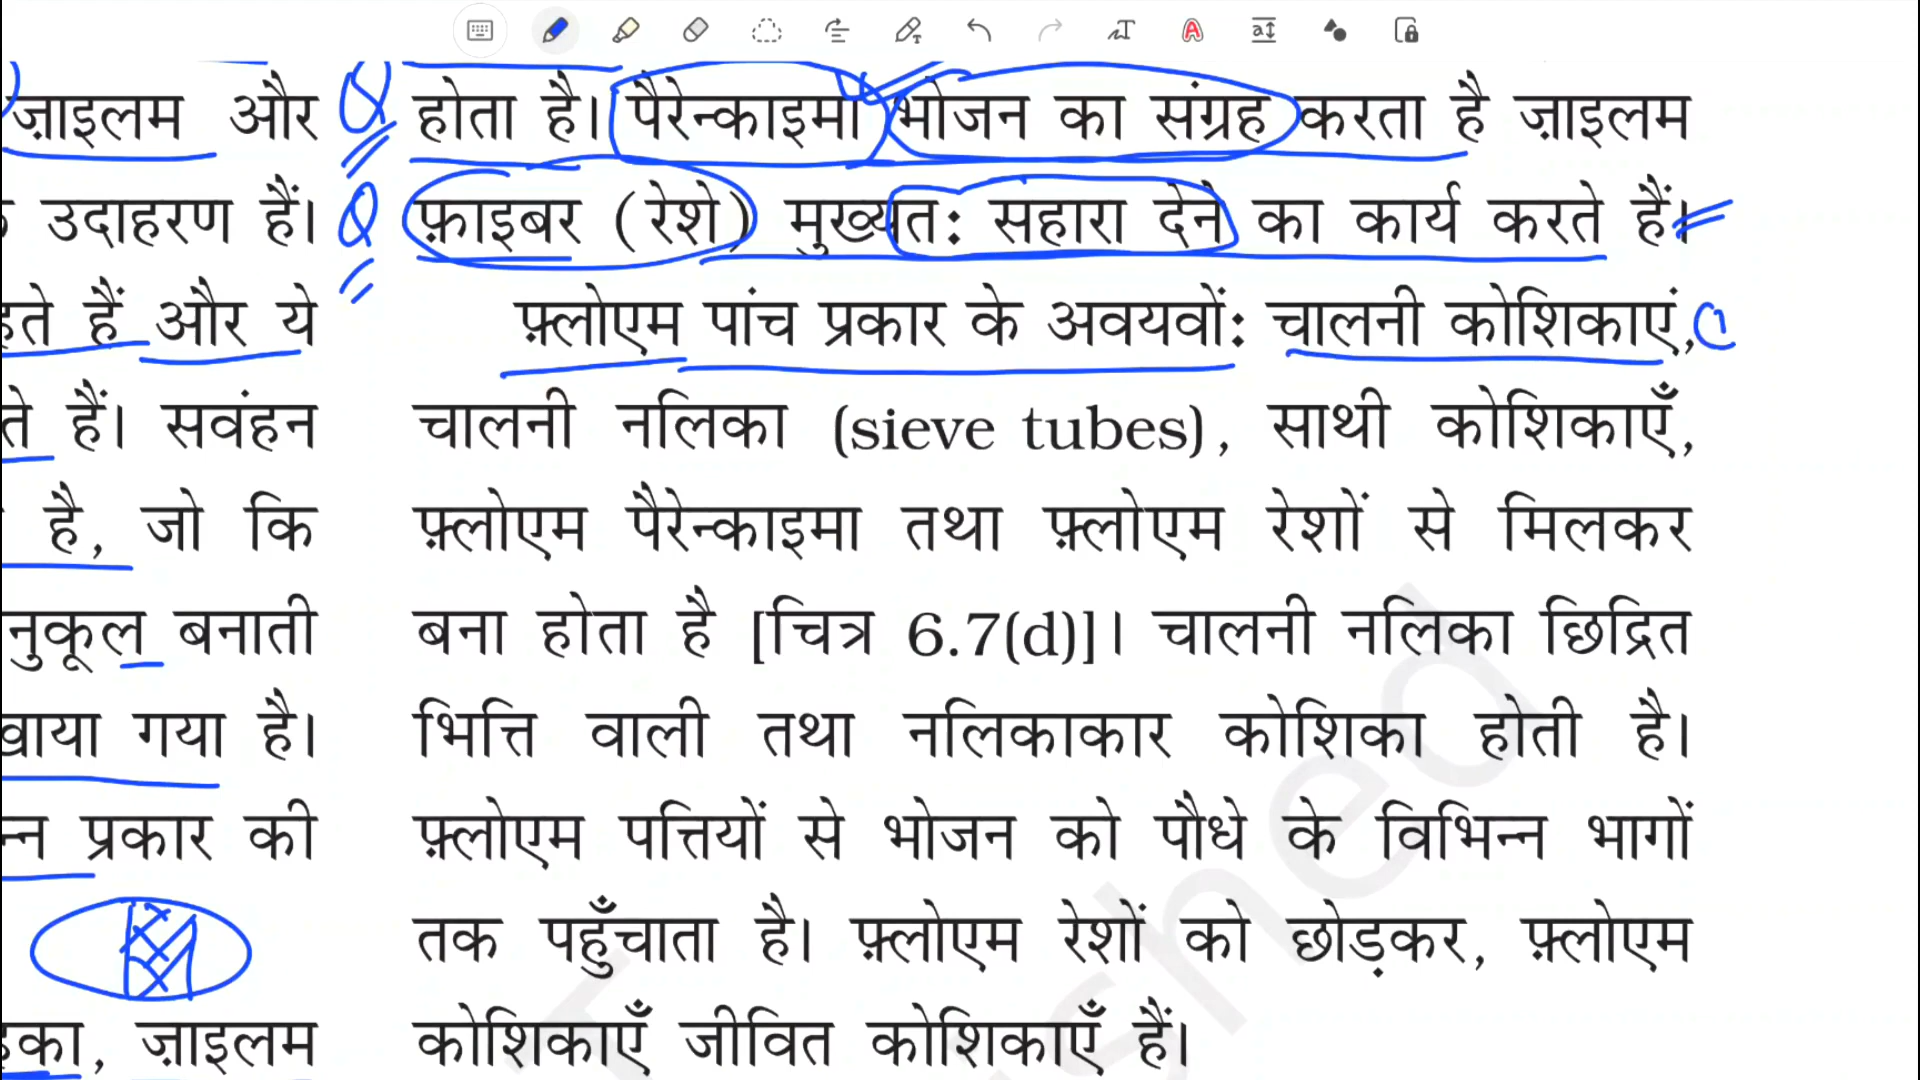 ज़ाइलम और
उदाहरण हैं।
हैं और ये
हैं। सवंहन
है, जो कि
नुकूल बनाती
गया है।
प्रकार की
ज़ाइलम
होता है। पैरेन्काइमा भोजन का संग्रह करता है ज़ाइलम
फ़ाइबर (रेशे) मुख्यतः सहारा देने का कार्य करते हैं।
फ़्लोएम पांच प्रकार के अवयवों: चालनी कोशिकाएं,
चालनी नलिका (sieve tubes), साथी कोशिकाएँ,
फ़्लोएम पैरेन्काइमा तथा फ़्लोएम रेशों से मिलकर
बना होता है [चित्र 6.7(d)]। चालनी नलिका छिद्रित
भित्ति वाली तथा नलिकाकार कोशिका होती है।
फ़्लोएम पत्तियों से भोजन को पौधे के विभिन्न भागों
तक पहुँचाता है। फ़्लोएम रेशों को छोड़कर, फ़्लोएम
कोशिकाएँ जीवित कोशिकाएँ हैं।